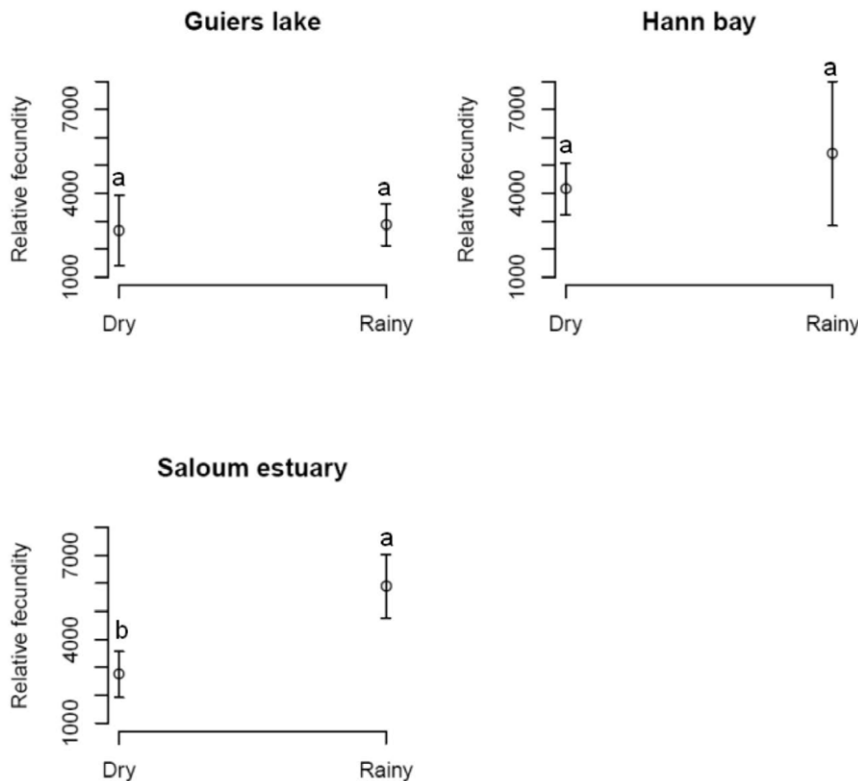 Guiers lake
Relative fecundity
7000
4000
1000
a
a
Dry
Rainy
Hann bay
Relative fecundity
7000
4000
1000
a
a
Dry
Rainy
Saloum estuary
Relative fecundity
7000
4000
1000
b
a
Dry
Rainy